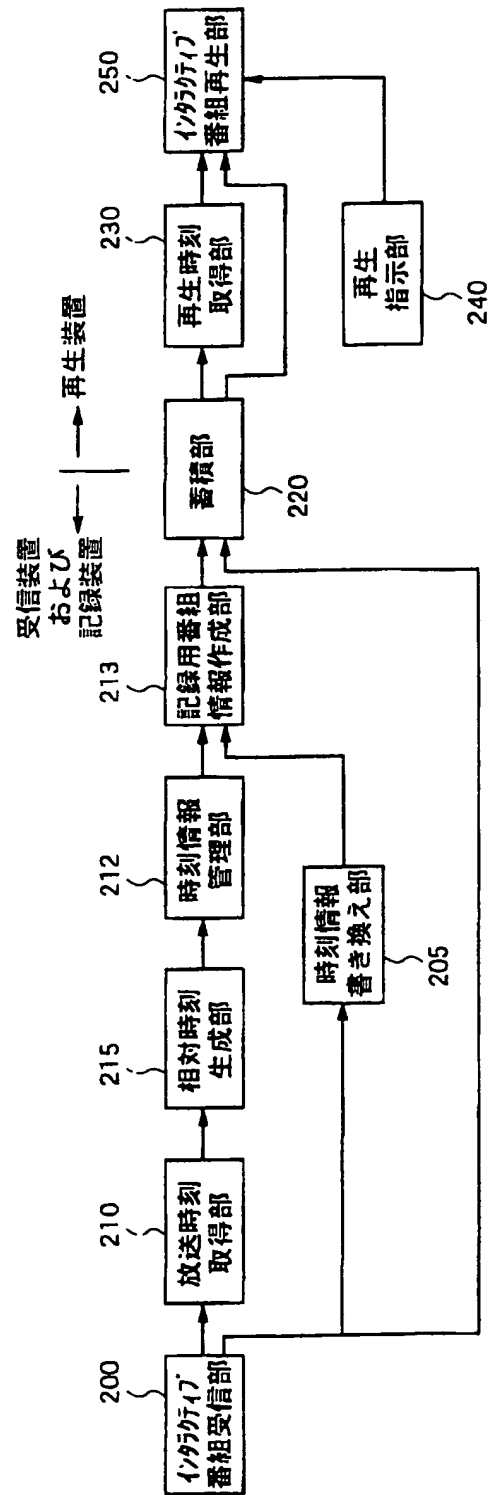 受信装置
および
記録装置
再生装置
200
インタラクティブ
番組受信部
210
放送時刻
取得部
215
相対時刻
生成部
212
時刻情報
管理部
213
記録用番組
情報作成部
蓄積部
220
230
再生時刻
取得部
250
インタラクティブ
番組再生部
時刻情報
書き換え部
205
再生
指示部
240